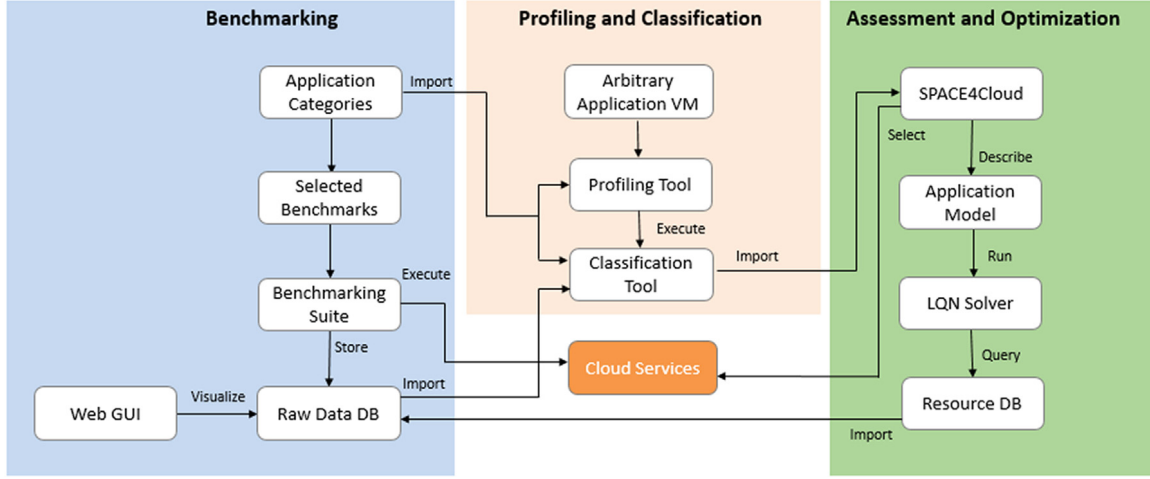 Benchmarking
Profiling and Classification
Assessment and Optimization
Application
Categories
Import
Arbitrary
Application VM
SPACE4Cloud
Select
Describe
Selected
Benchmarks
Profiling Tool
Application
Model
Execute
Classification
Tool
Import
Run
Execute
Benchmarking
Suite
LQN Solver
Store
Cloud Services
Query
Import
Visualize
Web GUI
Raw Data DB
Resource DB
Import